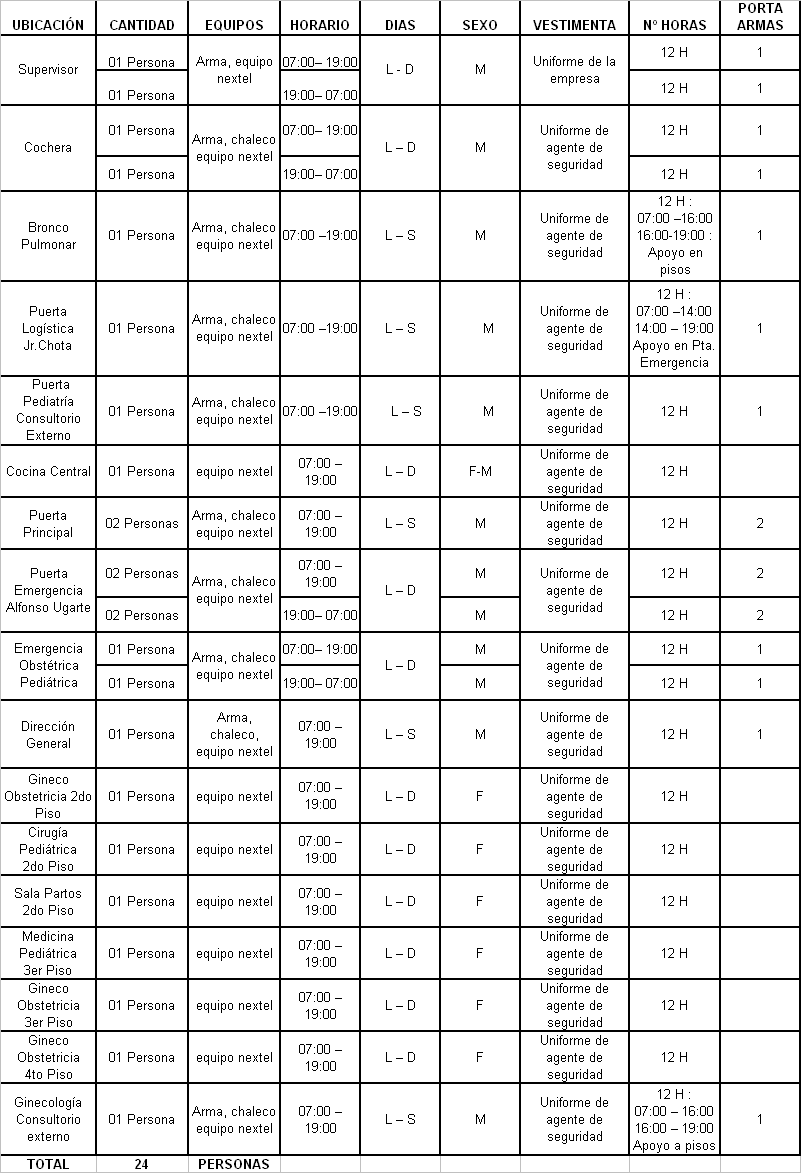 UBICACIÓN CANTIDAD EQUIPOS HORARIO DIAS SEXO VESTIMENTA Nº HORAS PORTA ARMAS
Supervisor 01 Persona Arma, equipo nextel 07:00– 19:00 L - D M Uniforme de la empresa 12 H 1
01 Persona 19:00– 07:00 12 H 1
Cochera 01 Persona Arma, chaleco equipo nextel 07:00– 19:00 L – D M Uniforme de agente de seguridad 12 H 1
01 Persona 19:00– 07:00 12 H 1
Bronco Pulmonar 01 Persona Arma, chaleco equipo nextel 07:00 –19:00 L – S M Uniforme de agente de seguridad 12 H : 07:00 –16:00 16:00-19:00 : Apoyo en pisos 1
Puerta Logística Jr.Chota 01 Persona Arma, chaleco equipo nextel 07:00 –19:00 L – S M Uniforme de agente de seguridad 12 H : 07:00 –14:00 14:00 – 19:00 Apoyo en Pta. Emergencia 1
Puerta Pediatría Consultorio Externo 01 Persona Arma, chaleco equipo nextel 07:00 –19:00 L – S M Uniforme de agente de seguridad 12 H 1
Cocina Central 01 Persona equipo nextel 07:00 – 19:00 L – D F-M Uniforme de agente de seguridad 12 H
Puerta Principal 02 Personas Arma, chaleco equipo nextel 07:00 – 19:00 L – S M Uniforme de agente de seguridad 12 H 2
Puerta Emergencia Alfonso Ugarte 02 Personas Arma, chaleco equipo nextel 07:00 – 19:00 L – D M Uniforme de agente de seguridad 12 H 2
02 Personas 19:00– 07:00 M 12 H 2
Emergencia Obstétrica Pediátrica 01 Persona Arma, chaleco equipo nextel 07:00– 19:00 L – D M Uniforme de agente de seguridad 12 H 1
01 Persona 19:00– 07:00 M 12 H 1
Dirección General 01 Persona Arma, chaleco, equipo nextel 07:00 – 19:00 L – S M Uniforme de agente de seguridad 12 H 1
Gineco Obstetricia 2do Piso 01 Persona equipo nextel 07:00 – 19:00 L – D F Uniforme de agente de seguridad 12 H
Cirugía Pediátrica 2do Piso 01 Persona equipo nextel 07:00 – 19:00 L – D F Uniforme de agente de seguridad 12 H
Sala Partos 2do Piso 01 Persona equipo nextel 07:00 – 19:00 L – D F Uniforme de agente de seguridad 12 H
Medicina Pediátrica 3er Piso 01 Persona equipo nextel 07:00 – 19:00 L – D F Uniforme de agente de seguridad 12 H
Gineco Obstetricia 3er Piso 01 Persona equipo nextel 07:00 – 19:00 L – D F Uniforme de agente de seguridad 12 H
Gineco Obstetricia 4to Piso 01 Persona equipo nextel 07:00 – 19:00 L – D F Uniforme de agente de seguridad 12 H
Ginecología Consultorio externo 01 Persona Arma, chaleco equipo nextel 07:00 – 19:00 L – S M Uniforme de agente de seguridad 12 H : 07:00 – 16:00 16:00 – 19:00 Apoyo a pisos 1
TOTAL 24 PERSONAS